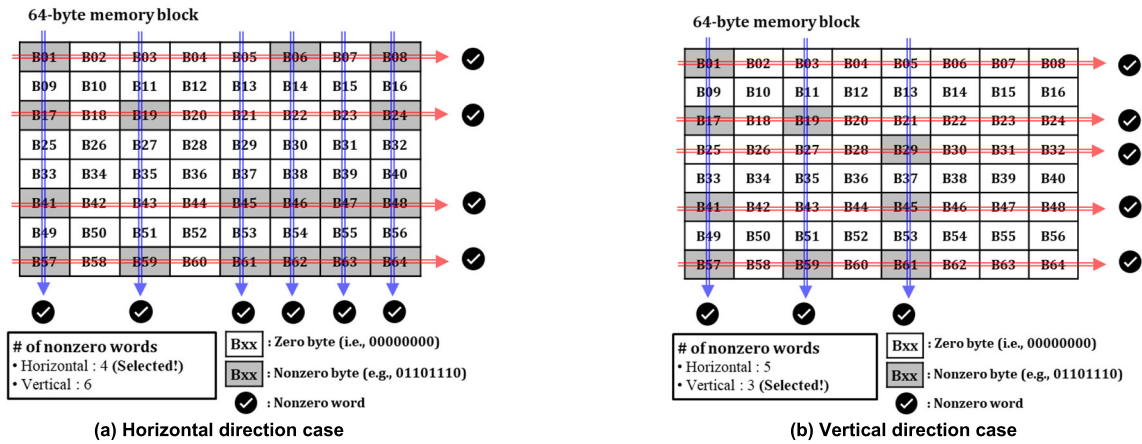 64-byte memory block
B01 B02 B03 B04 B05 B06 B07 B08
B09 B10 B11 B12 B13 B14 B15 B16
B17 B18 B19 B20 B21 B22 B23 B24
B25 B26 B27 B28 B29 B30 B31 B32
B33 B34 B35 B36 B37 B38 B39 B40
B41 B42 B43 B44 B45 B46 B47 B48
B49 B50 B51 B52 B53 B54 B55 B56
B57 B58 B59 B60 B61 B62 B63 B64
# of nonzero words
• Horizontal : 4 (Selected!)
• Vertical : 6
Bxx : Zero byte (i.e., 00000000)
Bxx : Nonzero byte (e.g., 01101110)
: Nonzero word
(a) Horizontal direction case
64-byte memory block
B01 B02 B03 B04 B05 B06 B07 B08
B09 B10 B11 B12 B13 B14 B15 B16
B17 B18 B19 B20 B21 B22 B23 B24
B25 B26 B27 B28 B29 B30 B31 B32
B33 B34 B35 B36 B37 B38 B39 B40
B41 B42 B43 B44 B45 B46 B47 B48
B49 B50 B51 B52 B53 B54 B55 B56
B57 B58 B59 B60 B61 B62 B63 B64
# of nonzero words
• Horizontal : 5
• Vertical : 3 (Selected!)
Bxx : Zero byte (i.e., 00000000)
Bxx : Nonzero byte (e.g., 01101110)
: Nonzero word
(b) Vertical direction case